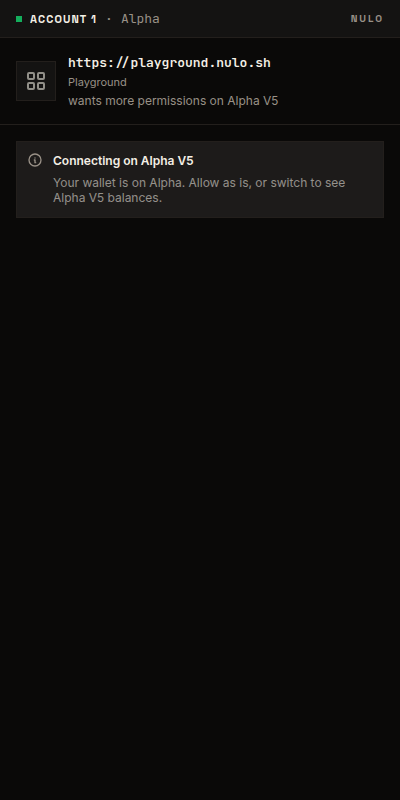 ACCOUNT 1 · Alpha
NULO
https://playground.nulo.sh
Playground
wants more permissions on Alpha V5
Connecting on Alpha V5
Your wallet is on Alpha. Allow as is, or switch to see
Alpha V5 balances.